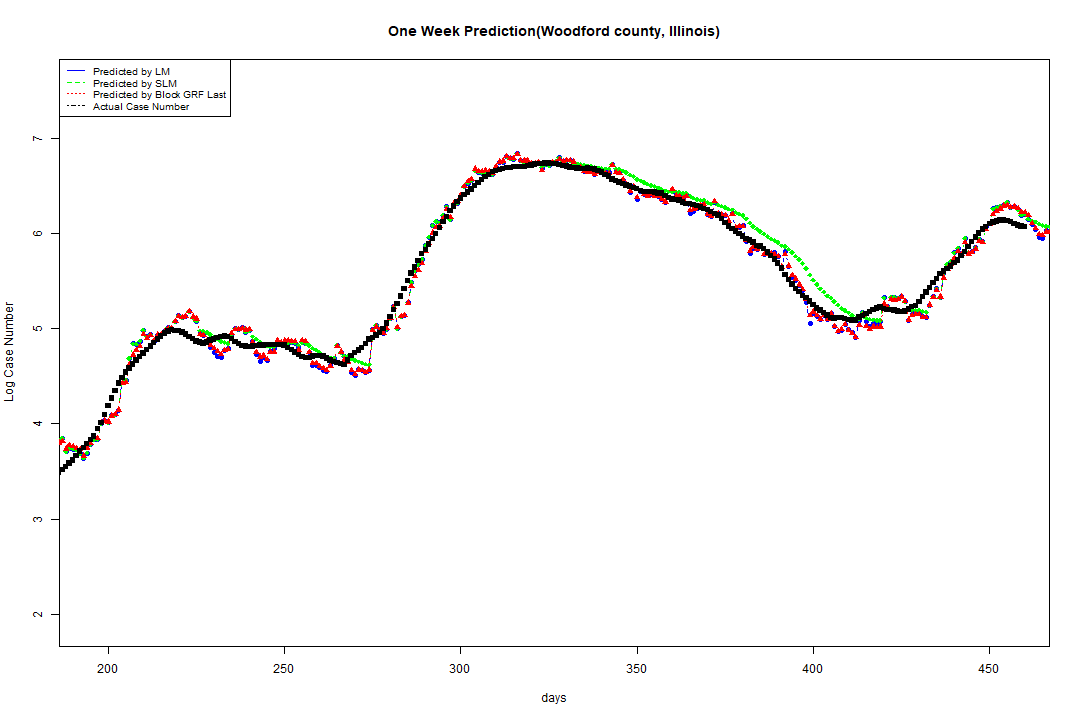 One Week Prediction(Woodford county, Illinois)
Predicted by LM
Predicted by SLM
Predicted by Block GRF Last
Actual Case Number
7
6
5
4
3
2
Log Case Number
200 250 300 350 400 450
days